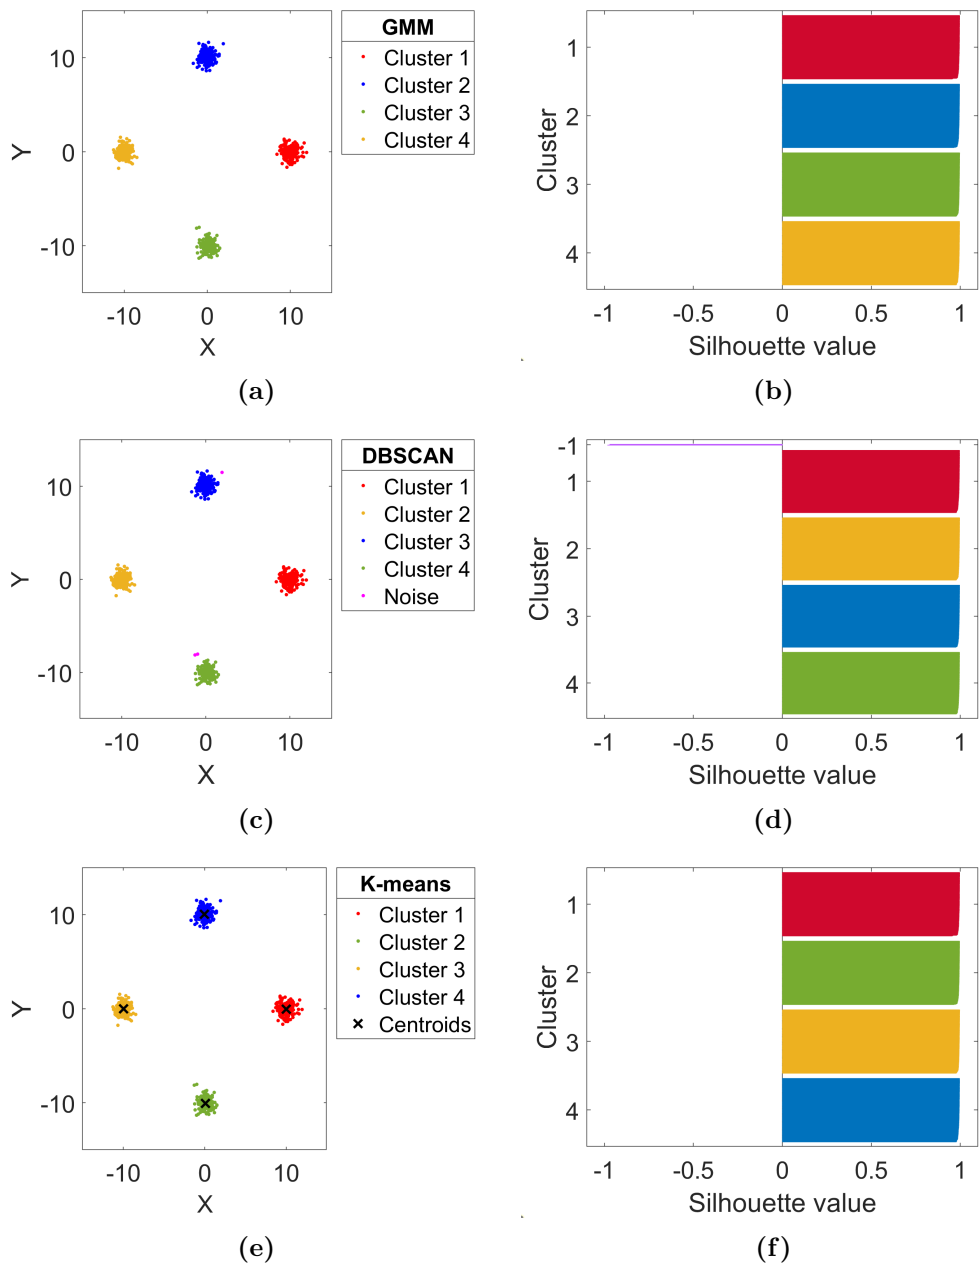 GMM
Cluster 1
Cluster 2
Cluster 3
Cluster 4
10
0
-10
Y
-10 0 10
X
(a)
1
2
3
4
Cluster
-1 -0.5 0 0.5 1
Silhouette value
(b)
DBSCAN
Cluster 1
Cluster 2
Cluster 3
Cluster 4
Noise
10
0
-10
Y
-10 0 10
X
(c)
-1
1
2
3
4
Cluster
-1 -0.5 0 0.5 1
Silhouette value
(d)
K-means
Cluster 1
Cluster 2
Cluster 3
Cluster 4
Centroids
10
0
-10
Y
-10 0 10
X
(e)
1
2
3
4
Cluster
-1 -0.5 0 0.5 1
Silhouette value
(f)